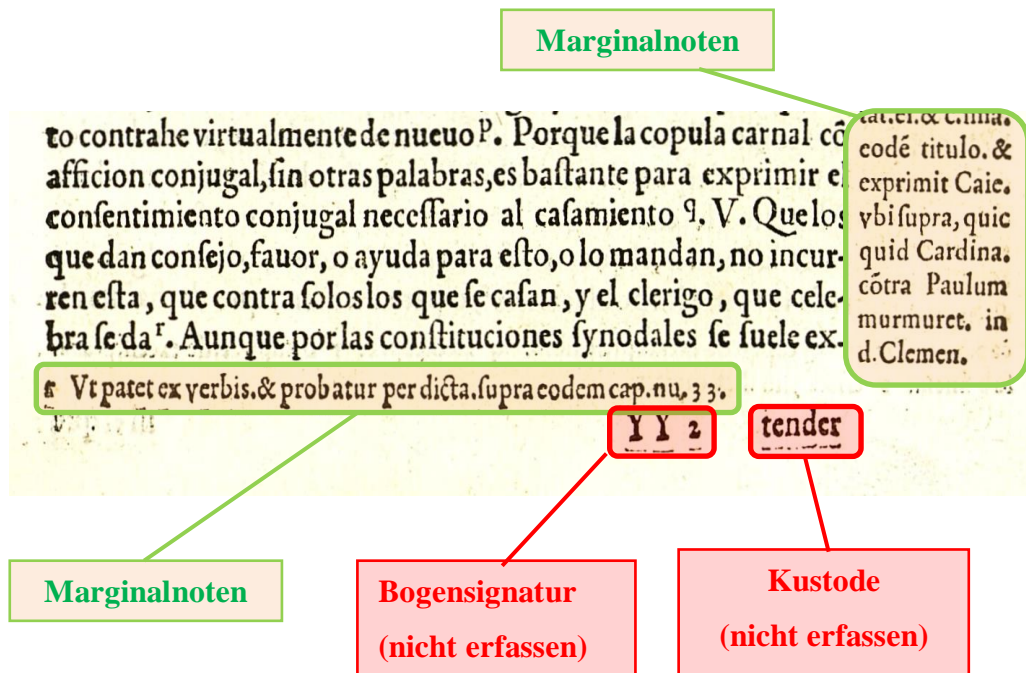 Marginalnoten
to contrahe virtualmente de nueuo ᵖ. Porque la copula carnal cõ
afficion conjugal, ſin otras palabras, es baſtante para exprimir el
conſentimiento conjugal neceſſario al caſamiento ᑫ. V. Que los
que dan conſejo, fauor, o ayuda para eſto, o lo mandan, no incur-
ren eſta, que contra ſolos los que ſe caſan, y el clerigo, que cele-
bra ſe da ʳ. Aunque por las conſtituciones ſynodales ſe ſuele ex-
eodẽ titulo. &
exprimit Caie.
vbi ſupra, quic
quid Cardina.
cõtra Paulum
murmuret. in
d. Clemen.
r Vt patet ex verbis. & probatur per dicta. ſupra eodem cap. nu. 33.
YY 2 tender
Marginalnoten
Bogensignatur
(nicht erfassen)
Kustode
(nicht erfassen)